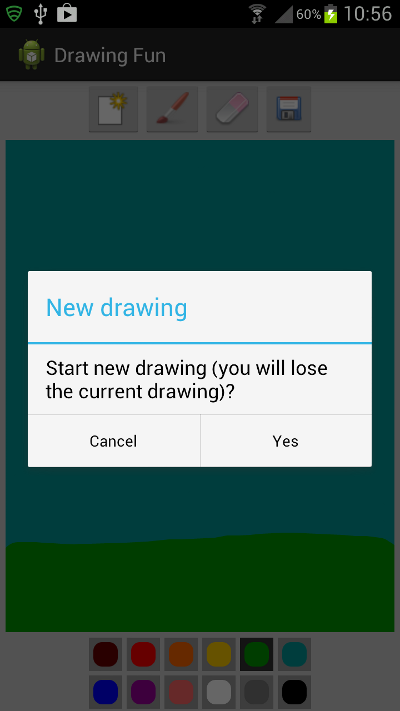 60% 10:56
Drawing Fun
New drawing
Start new drawing (you will lose
the current drawing)?
Cancel Yes